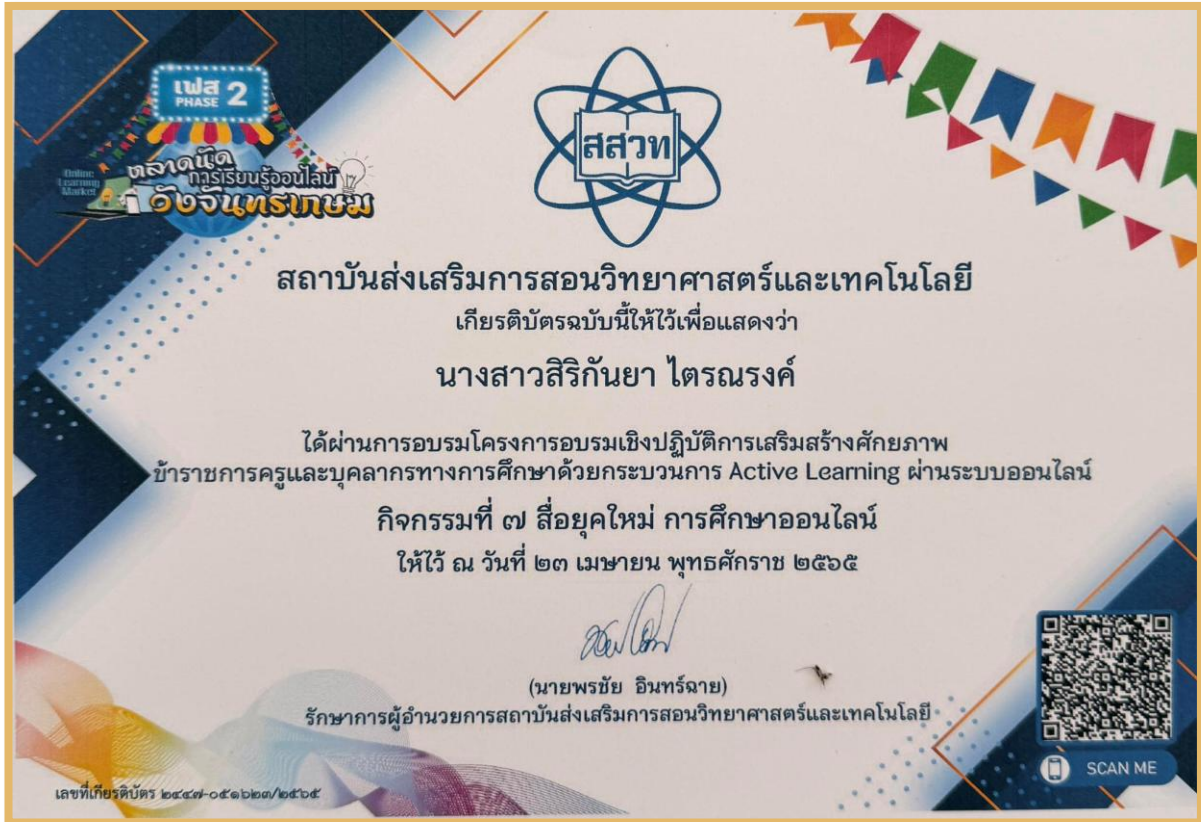 เฟส 2
PHASE
Online
Learning
Market
ตลาดนัด
การเรียนรู้ออนไลน์
วังจันทรเกษม
สสวท
สถาบันส่งเสริมการสอนวิทยาศาสตร์และเทคโนโลยี
เกียรติบัตรฉบับนี้ให้ไว้เพื่อแสดงว่า
นางสาวสิริกันยา ไตรณรงค์
ได้ผ่านการอบรมโครงการอบรมเชิงปฏิบัติการเสริมสร้างศักยภาพ
ข้าราชการครูและบุคลากรทางการศึกษาด้วยกระบวนการ Active Learning ผ่านระบบออนไลน์
กิจกรรมที่ ๗ สื่อยุคใหม่ การศึกษาออนไลน์
ให้ไว้ ณ วันที่ ๒๓ เมษายน พุทธศักราช ๒๕๖๕
(นายพรชัย อินทร์ฉาย)
รักษาการผู้อำนวยการสถาบันส่งเสริมการสอนวิทยาศาสตร์และเทคโนโลยี
SCAN ME
เลขที่เกียรติบัตร ๒๔๔๗-๐๕๑๖๒๓/๒๕๖๕